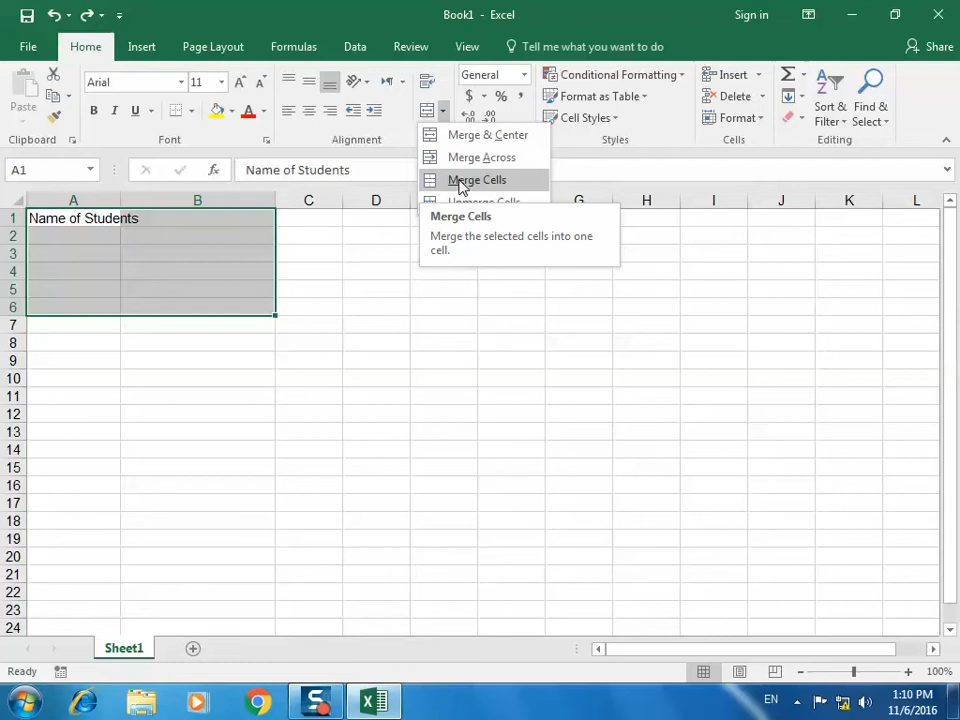 Book1 - Excel
Sign in
File
Home
Insert
Page Layout
Formulas
Data
Review
View
Tell me what you want to do
Share
Paste
Arial
11
General
Conditional Formatting
Insert
Format as Table
Delete
Cell Styles
Format
Sort &
Filter
Find &
Select
Clipboard
Font
Alignment
Styles
Cells
Editing
Merge & Center
Merge Across
Merge Cells
Unmerge Cells
Merge Cells
Merge the selected cells into one
cell.
A1
Name of Students
A B C D G H I J K L
1 Name of Students
2
3
4
5
6
7
8
9
10
11
12
13
14
15
16
17
18
19
20
21
22
23
24
Sheet1
Ready
100%
EN
1:10 PM
11/6/2016